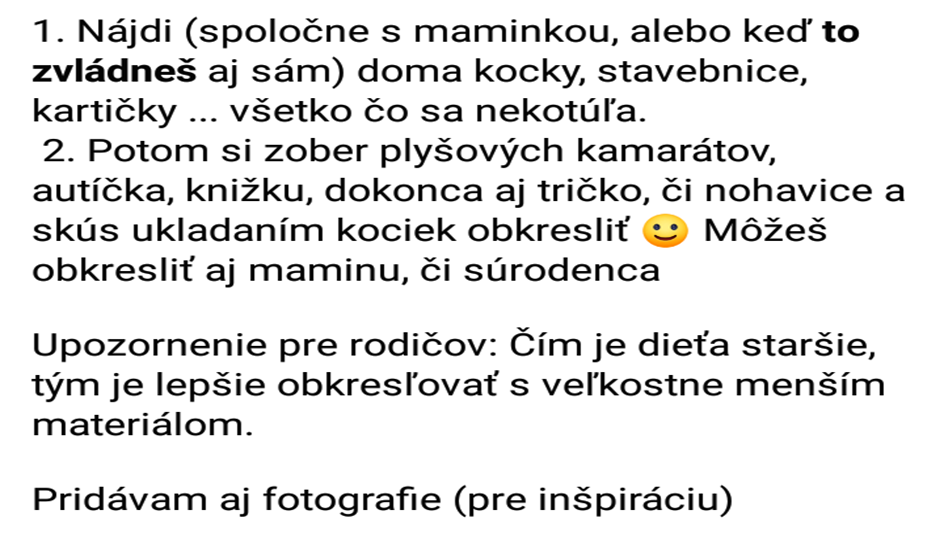 1. Nájdi (spoločne s maminkou, alebo keď to
zvládneš aj sám) doma kocky, stavebnice,
kartičky ... všetko čo sa nekotúľa.
2. Potom si zober plyšových kamarátov,
autíčka, knižku, dokonca aj tričko, či nohavice a
skús ukladaním kociek obkresliť 🙂 Môžeš
obkresliť aj maminu, či súrodenca
Upozornenie pre rodičov: Čím je dieťa staršie,
tým je lepšie obkresľovať s veľkostne menším
materiálom.
Pridávam aj fotografie (pre inšpiráciu)